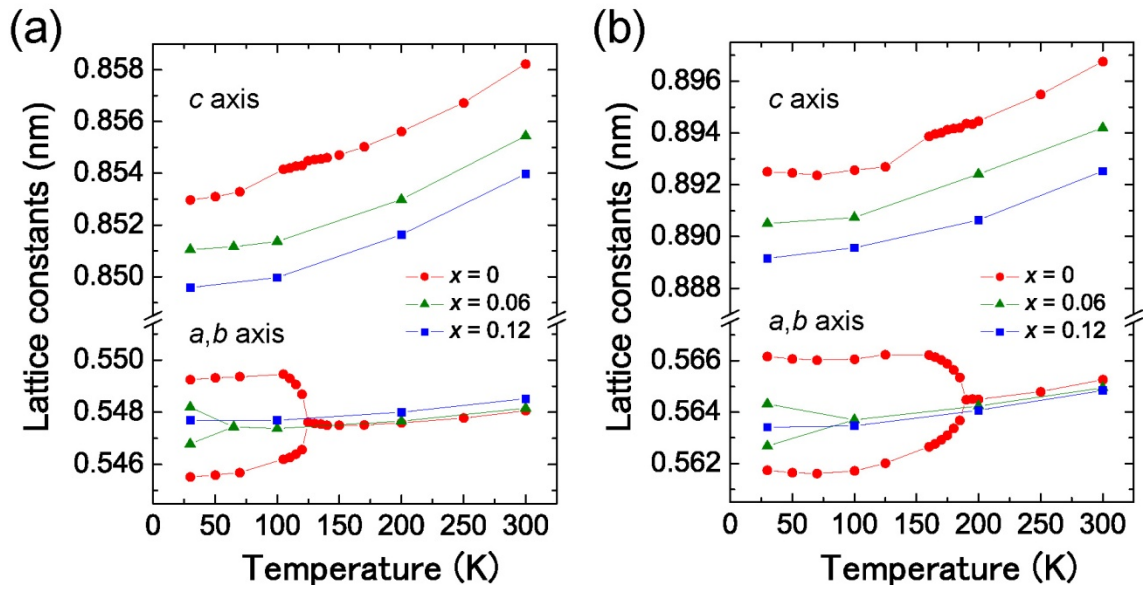 (a)
Lattice constants (nm)
0.858
0.856
0.854
0.852
0.850
0.550
0.548
0.546
c axis
x = 0
x = 0.06
x = 0.12
a,b axis
0 50 100 150 200 250 300
Temperature (K)
(b)
Lattice constants (nm)
0.896
0.894
0.892
0.890
0.888
0.566
0.564
0.562
c axis
x = 0
x = 0.06
x = 0.12
a,b axis
0 50 100 150 200 250 300
Temperature (K)